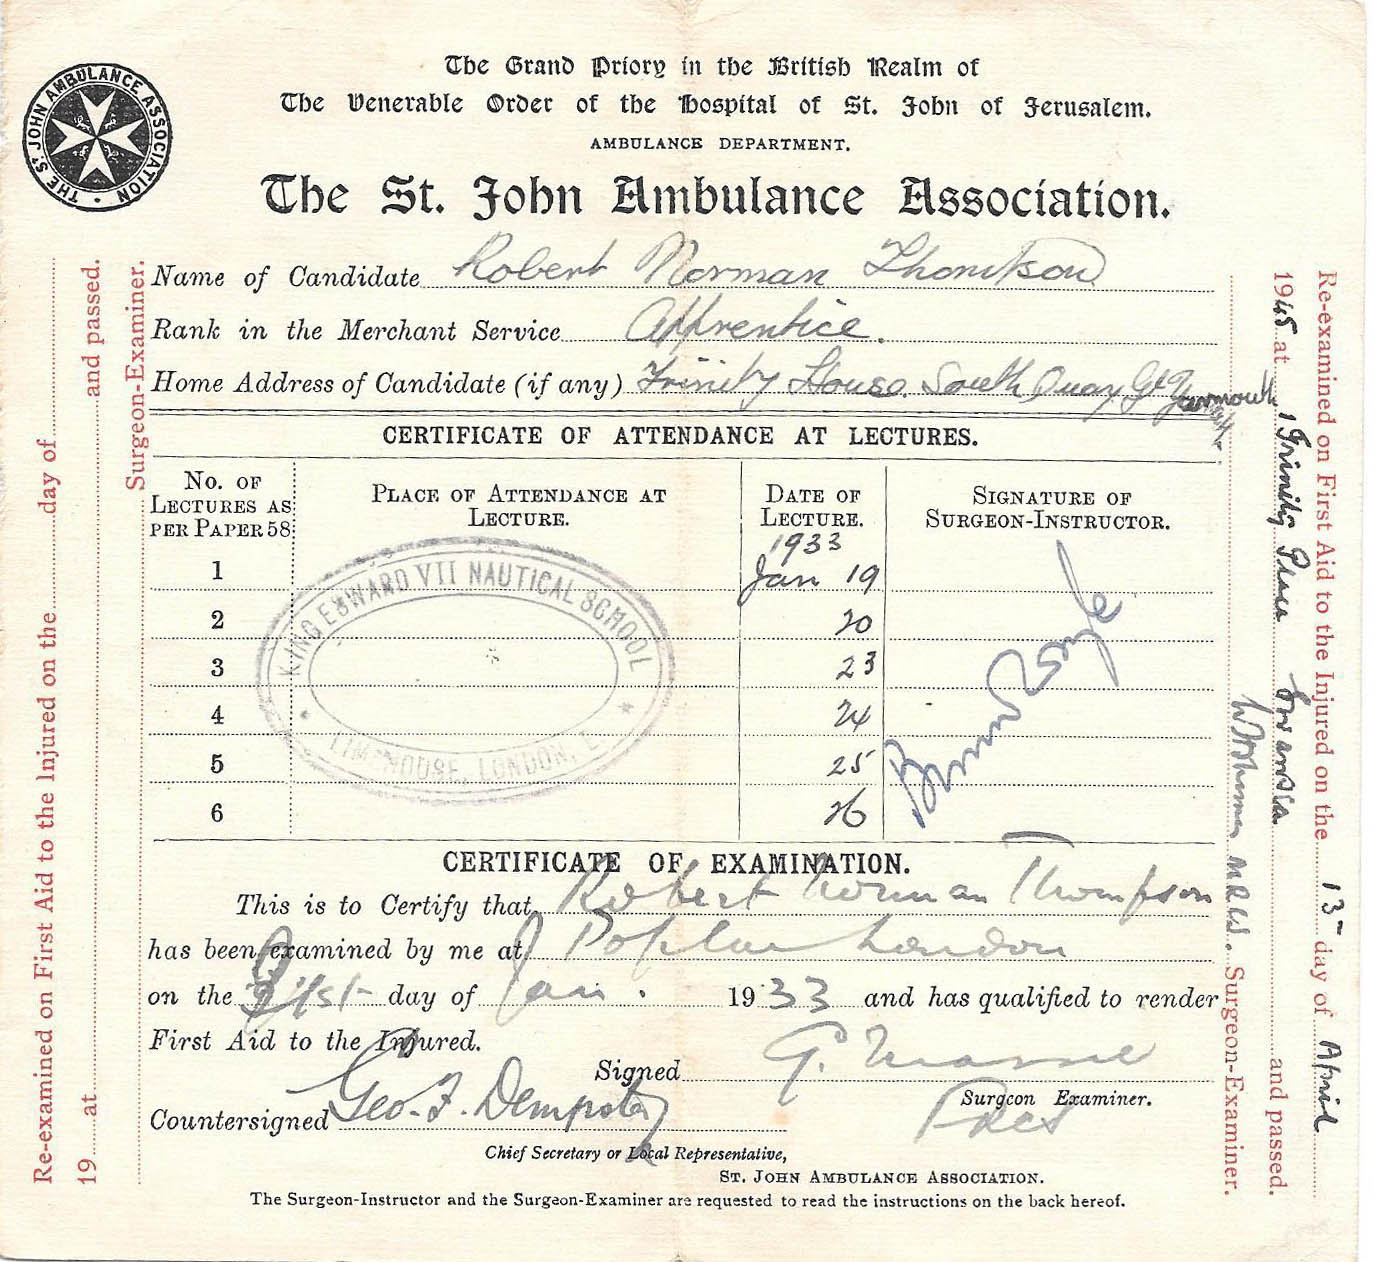 THE ST JOHN AMBULANCE ASSOCIATION
The Grand Priory in the British Realm of
The Venerable Order of the Hospital of St. John of Jerusalem.
AMBULANCE DEPARTMENT.
The St. John Ambulance Association.
Name of Candidate Robert Norman Thompson
Rank in the Merchant Service Apprentice.
Home Address of Candidate (if any) Trinity House. South Quay, Gt Yarmouth
CERTIFICATE OF ATTENDANCE AT LECTURES.
NO. OF LECTURES AS PER PAPER 58
PLACE OF ATTENDANCE AT LECTURE.
DATE OF LECTURE.
SIGNATURE OF SURGEON-INSTRUCTOR.
1933
1 Jan 19
2 20
3 23
4 24
5 25
6 26
KING EDWARD VII NAUTICAL SCHOOL
LIMEHOUSE, LONDON, E.
CERTIFICATE OF EXAMINATION.
This is to Certify that Robert Norman Thompson
has been examined by me at Poplar London
on the 31st day of Jan. 1933 and has qualified to render
First Aid to the Injured.
Signed G.
Surgeon Examiner.
Countersigned Geo. F. Dempster
Chief Secretary or Local Representative,
ST. JOHN AMBULANCE ASSOCIATION.
The Surgeon-Instructor and the Surgeon-Examiner are requested to read the instructions on the back hereof.
Re-examined on First Aid to the Injured on the day of
19 at and passed.
Surgeon-Examiner.
Re-examined on First Aid to the Injured on the 13 day of April
1945 at Trinity and passed.
Surgeon-Examiner.